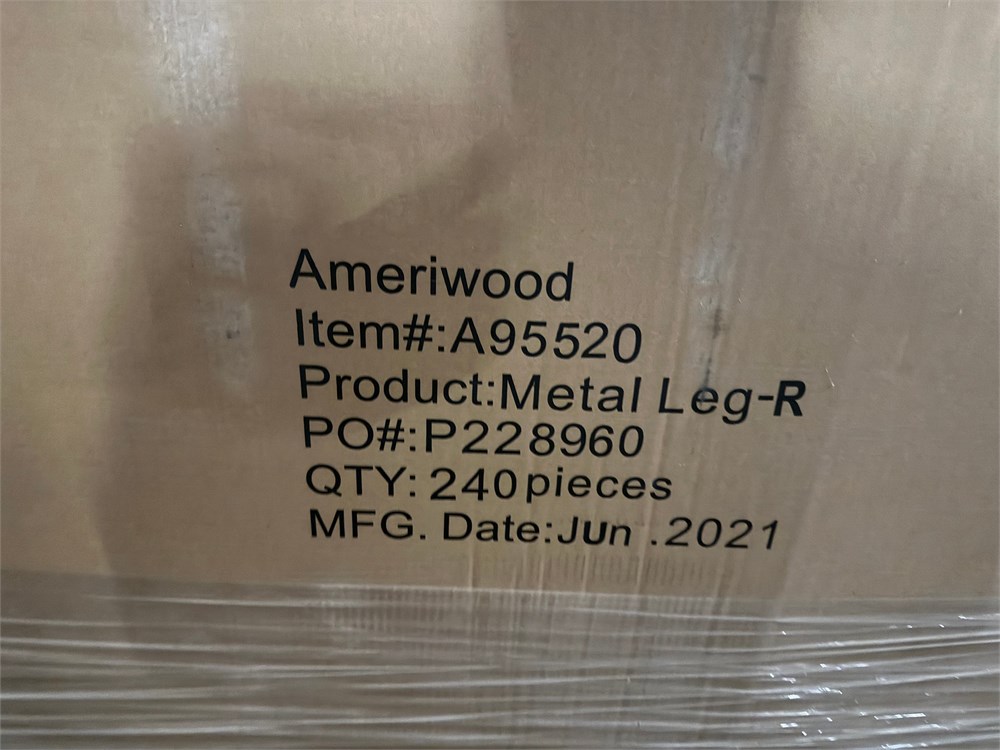 Ameriwood
Item#:A95520
Product:Metal Leg-R
PO#:P228960
QTY: 240pieces
MFG. Date:Jun .2021